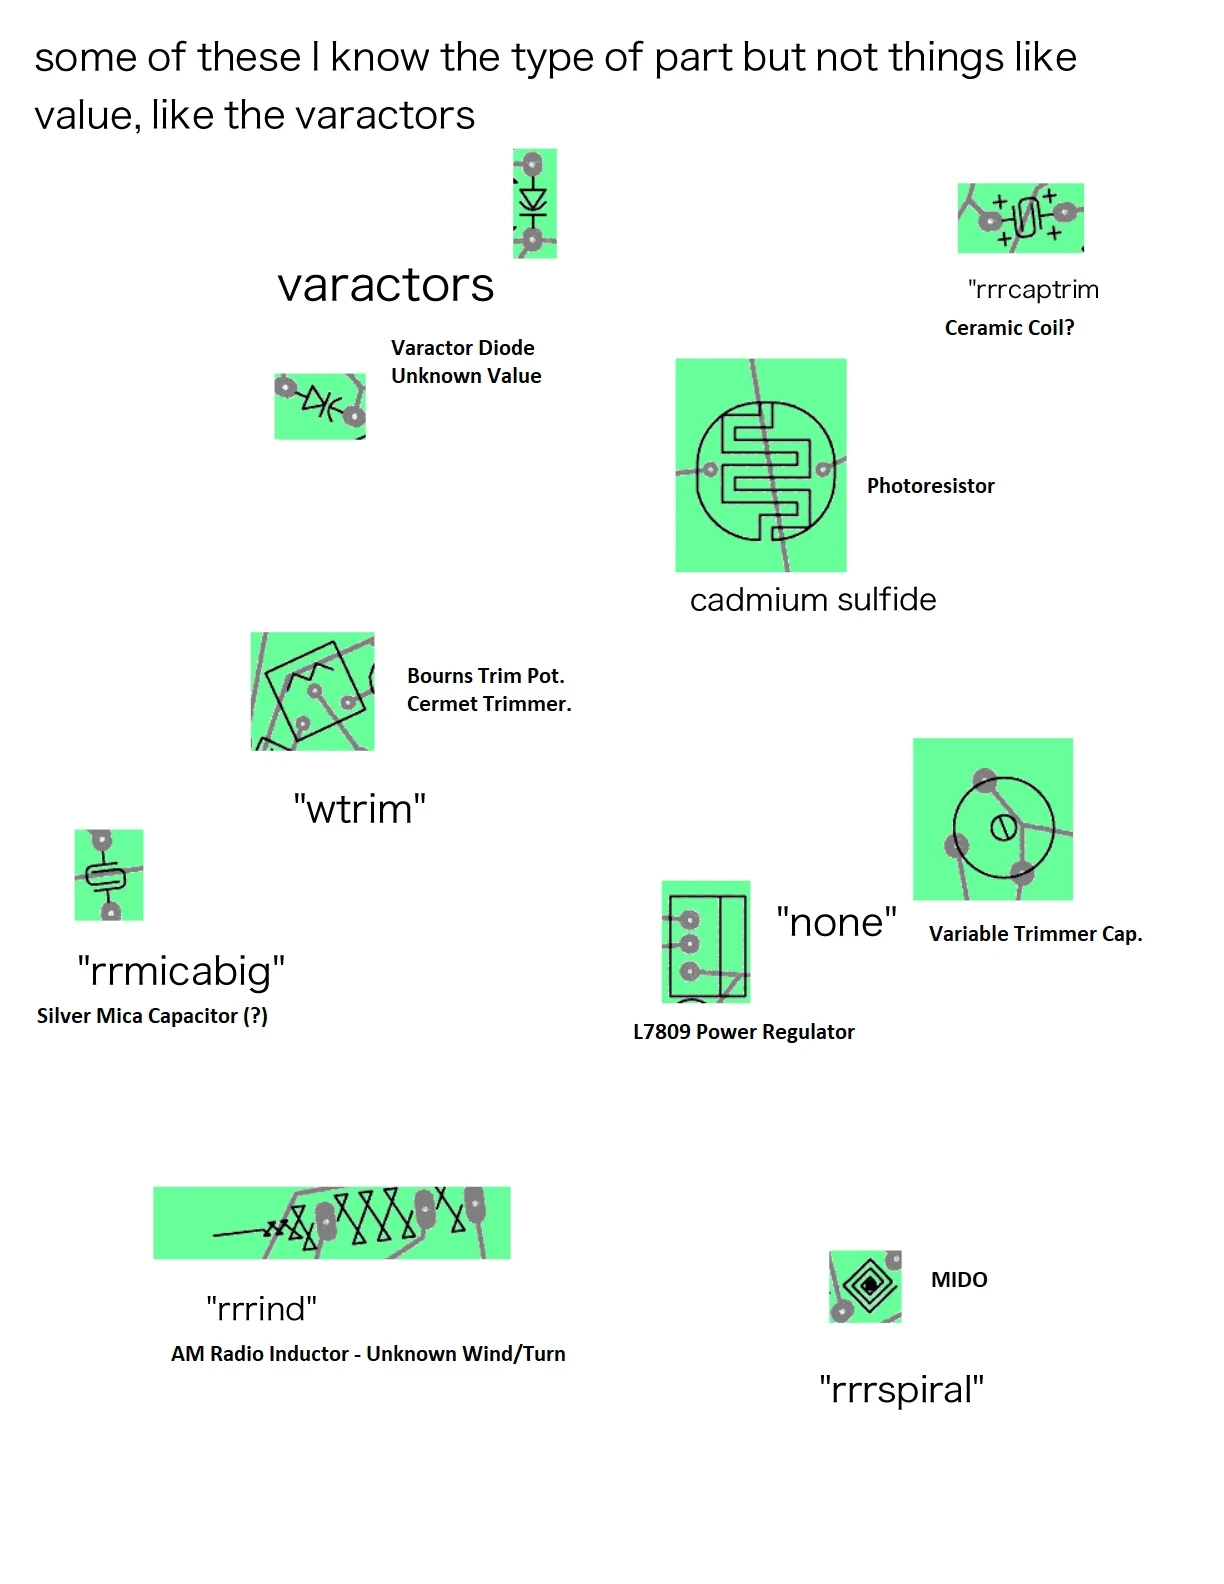 some of these I know the type of part but not things like
value, like the varactors
varactors
"rrrcaptrim
Ceramic Coil?
Varactor Diode
Unknown Value
Photoresistor
cadmium sulfide
Bourns Trim Pot.
Cermet Trimmer.
"wtrim"
"none"
Variable Trimmer Cap.
"rrmicabig"
Silver Mica Capacitor (?)
L7809 Power Regulator
"rrrind"
AM Radio Inductor - Unknown Wind/Turn
MIDO
"rrrspiral"